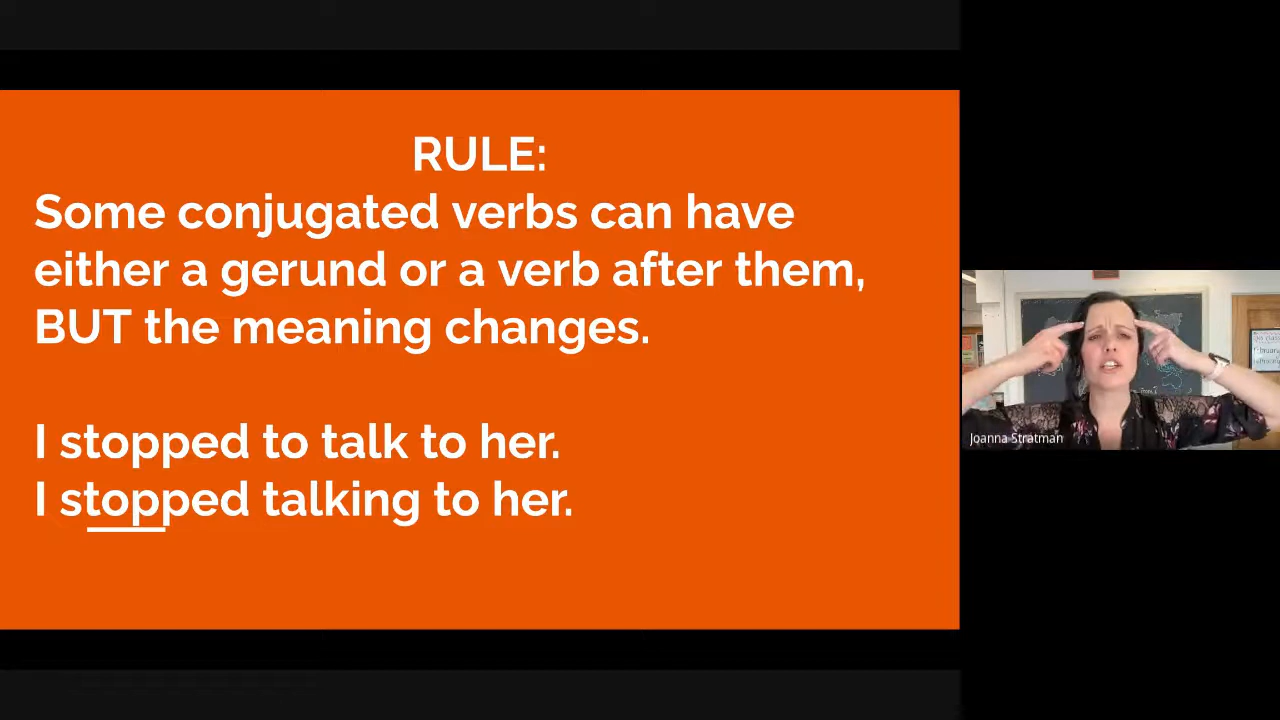 RULE:
Some conjugated verbs can have
either a gerund or a verb after them,
BUT the meaning changes.
I stopped to talk to her.
I stopped talking to her.
Joanna Stratman